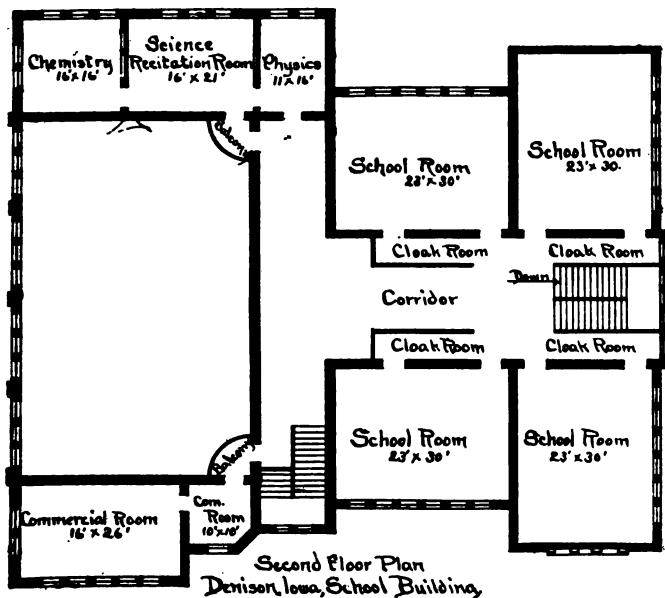 Chemistry
16'x16'
Science
Recitation Room
16' x 21'
Physics
11 x 16'
Balcony
School Room
23' x 30'
School Room
23' x 30.
Cloak Room
Cloak Room
Down
Corridor
Cloak Room
Cloak Room
School Room
23' x 30'
School Room
23' x 30'
Balcony
Commercial Room
16' x 26'
Com.
Room
10'x10'
Second Floor Plan
Denison, Iowa, School Building,